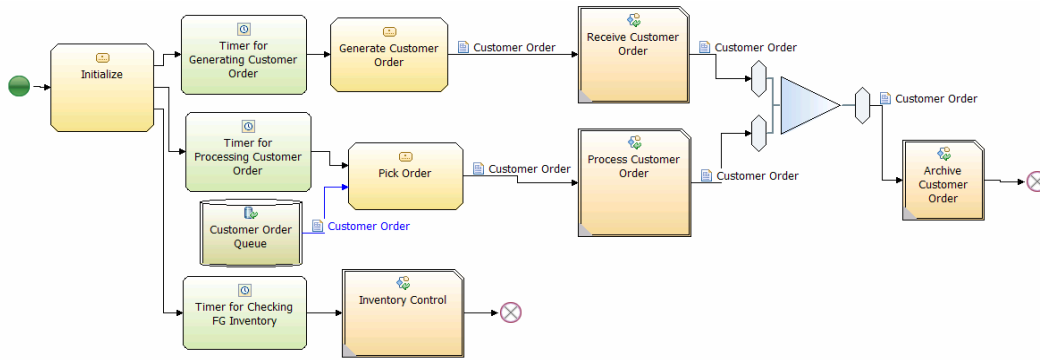 Initialize
Timer for
Generating Customer
Order
Generate Customer
Order
Customer Order
Receive Customer
Order
Customer Order
Customer Order
Timer for
Processing Customer
Order
Pick Order
Customer Order
Process Customer
Order
Customer Order
Archive
Customer
Order
Customer Order
Queue
Customer Order
Timer for Checking
FG Inventory
Inventory Control